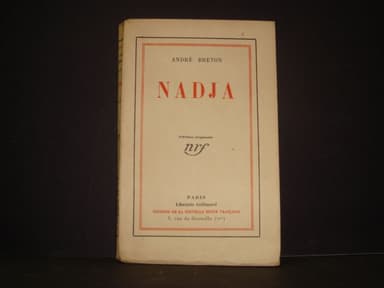 ANDRÉ BRETON
NADJA
nrf
PARIS
Librairie Gallimard
ÉDITIONS DE LA NOUVELLE REVUE FRANÇAISE